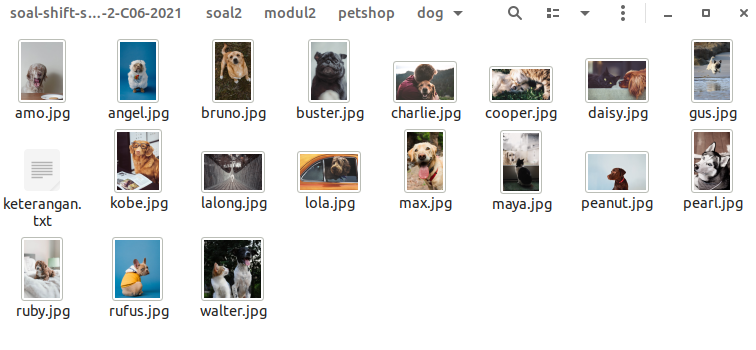 soal-shift-s…-2-C06-2021 soal2 modul2 petshop dog
amo.jpg angel.jpg bruno.jpg buster.jpg charlie.jpg cooper.jpg daisy.jpg gus.jpg
keterangan.txt kobe.jpg lalong.jpg lola.jpg max.jpg maya.jpg peanut.jpg pearl.jpg
ruby.jpg rufus.jpg walter.jpg